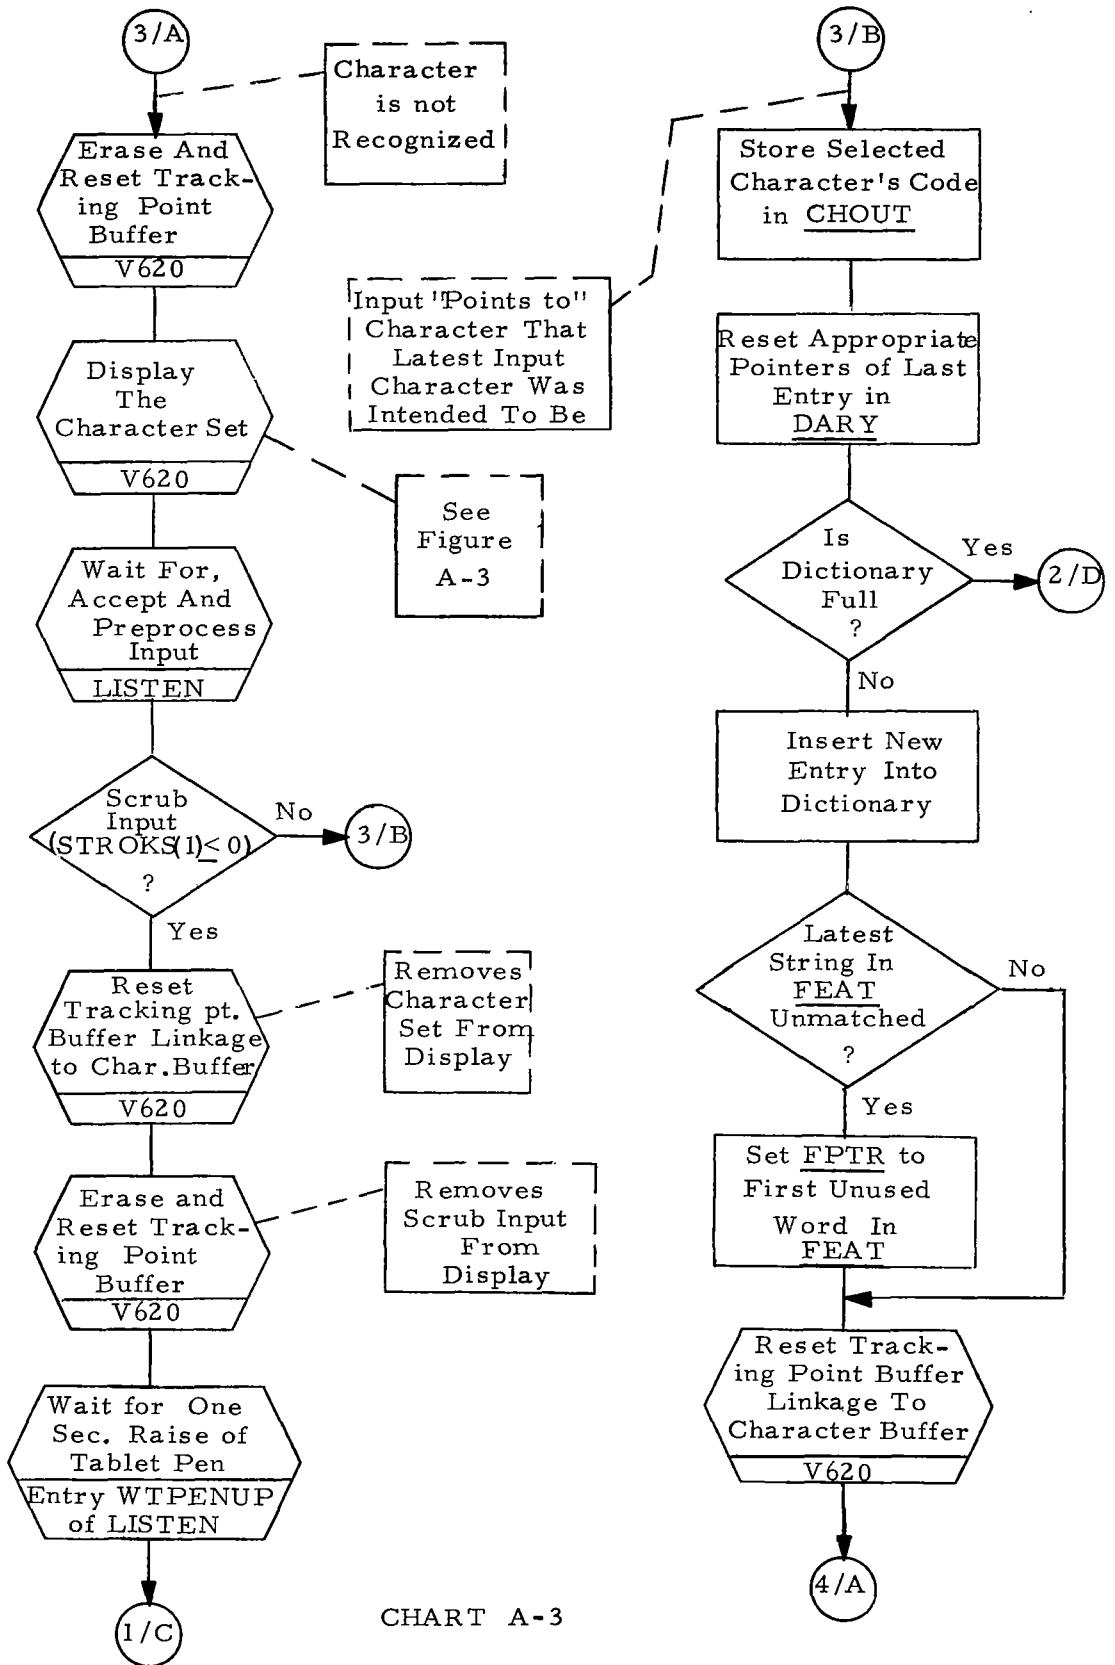 3/A
Character
is not
Recognized
Erase And
Reset Track-
ing Point
Buffer
V620
Display
The
Character Set
V620
See
Figure
A-3
Wait For,
Accept And
Preprocess
Input
LISTEN
Scrub
Input
(STROKS(1)≤0)
?
No
3/B
Yes
Reset
Tracking pt.
Buffer Linkage
to Char.Buffer
V620
Removes
Character
Set From
Display
Erase and
Reset Track-
ing Point
Buffer
V620
Removes
Scrub Input
From
Display
Wait for One
Sec. Raise of
Tablet Pen
Entry WTPENUP
of LISTEN
1/C
3/B
Input "Points to"
Character That
Latest Input
Character Was
Intended To Be
Store Selected
Character's Code
in CHOUT
Reset Appropriate
Pointers of Last
Entry in
DARY
Is
Dictionary
Full
?
Yes
2/D
No
Insert New
Entry Into
Dictionary
Latest
String In
FEAT
Unmatched
?
No
Yes
Set FPTR to
First Unused
Word In
FEAT
Reset Track-
ing Point Buffer
Linkage To
Character Buffer
V620
4/A
CHART A-3